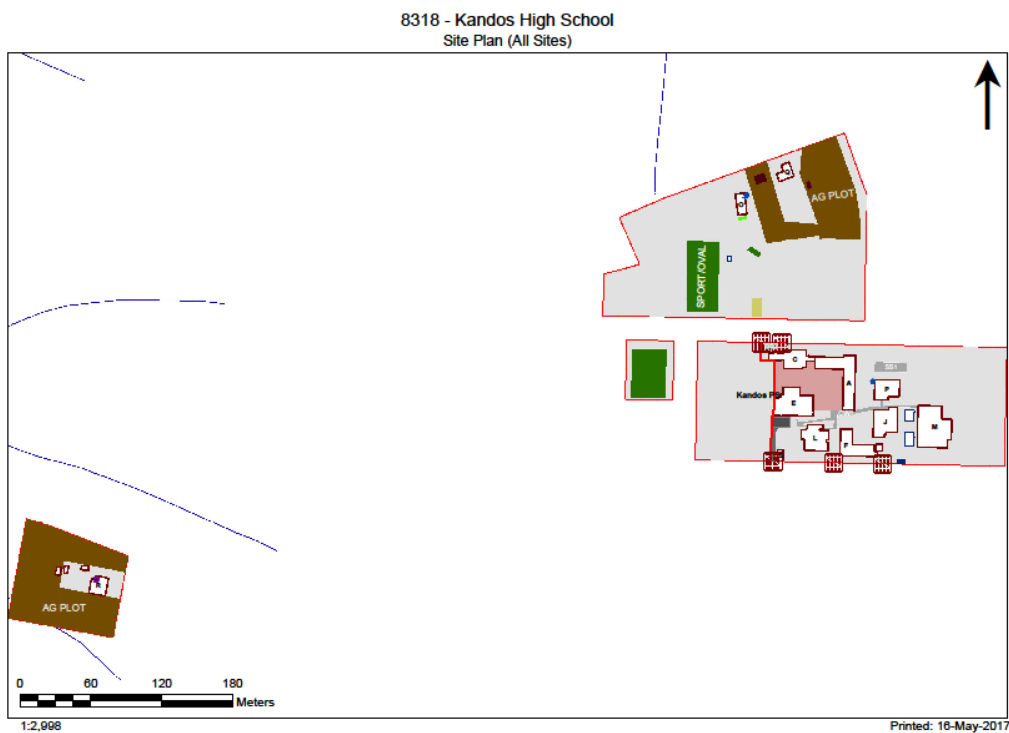 8318 - Kandos High School
Site Plan (All Sites)
AG PLOT
SPORT/OVAL
C
A
Kandos PS
E
P
J
M
L
F
R
AG PLOT
0 60 120 180
Meters
1:2,998
Printed: 16-May-2017